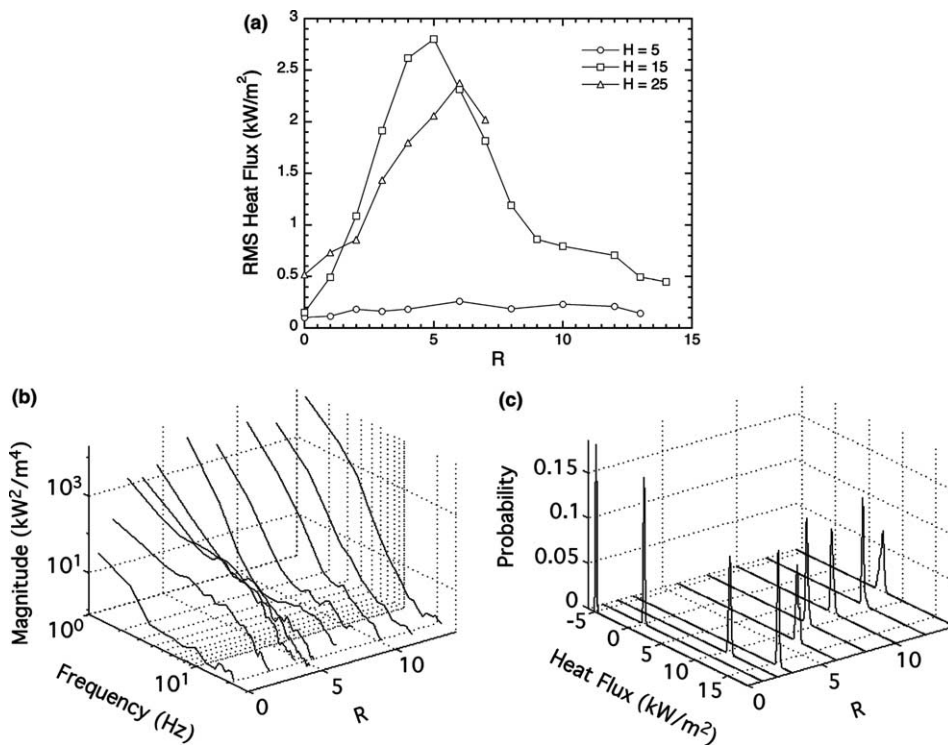 (a)
3
2.5
2
1.5
1
0.5
0
RMS Heat Flux (kW/m²)
H = 5
H = 15
H = 25
0 5 10 15
R
(b)
10³
10¹
Magnitude (kW²/m⁴)
10⁰
10¹
Frequency (Hz)
0 5 10
R
(c)
0.15
0.1
0.05
0
Probability
-5 0 5 10 15
Heat Flux (kW/m²)
0 5 10
R